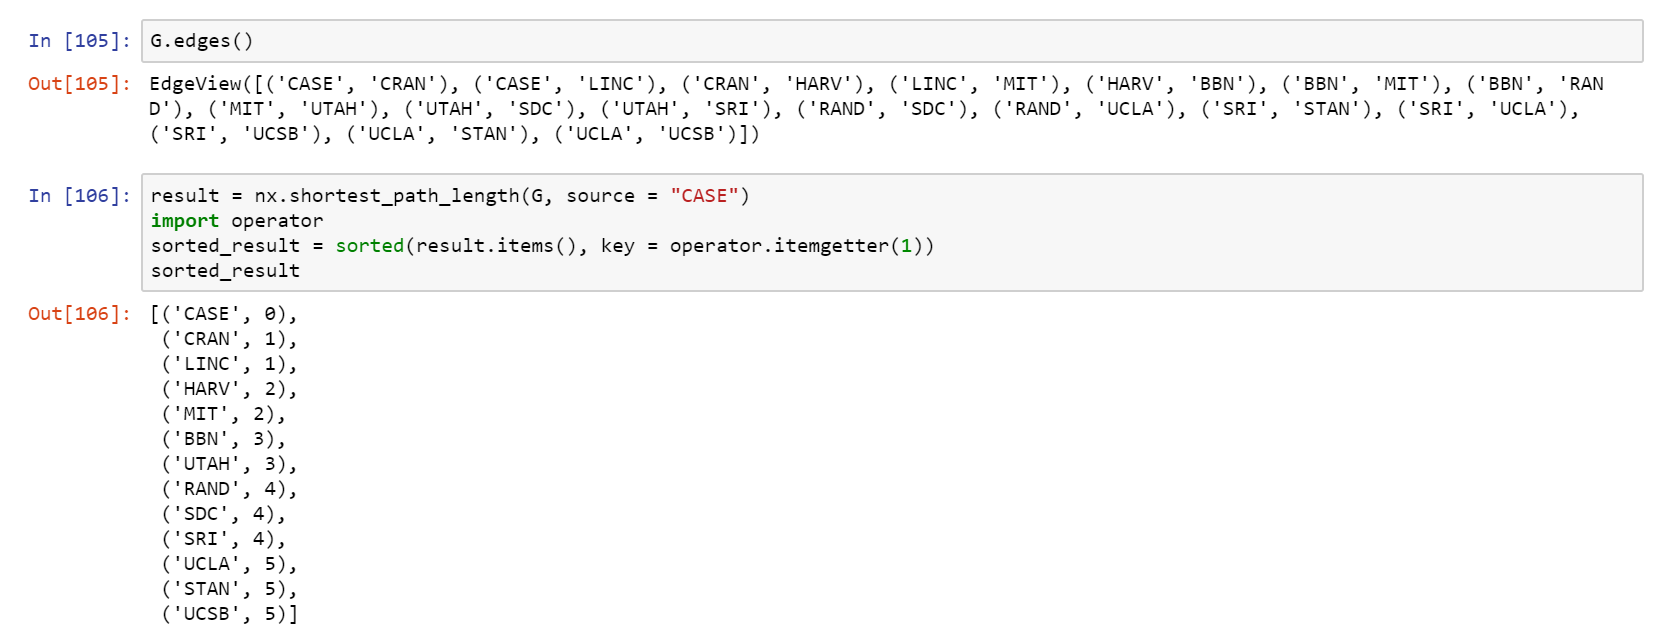 In [105]: G.edges()
Out[105]: EdgeView([('CASE', 'CRAN'), ('CASE', 'LINC'), ('CRAN', 'HARV'), ('LINC', 'MIT'), ('HARV', 'BBN'), ('BBN', 'MIT'), ('BBN', 'RAN
D'), ('MIT', 'UTAH'), ('UTAH', 'SDC'), ('UTAH', 'SRI'), ('RAND', 'SDC'), ('RAND', 'UCLA'), ('SRI', 'STAN'), ('SRI', 'UCLA'),
('SRI', 'UCSB'), ('UCLA', 'STAN'), ('UCLA', 'UCSB')])
In [106]: result = nx.shortest_path_length(G, source = "CASE")
import operator
sorted_result = sorted(result.items(), key = operator.itemgetter(1))
sorted_result
Out[106]: [('CASE', 0),
('CRAN', 1),
('LINC', 1),
('HARV', 2),
('MIT', 2),
('BBN', 3),
('UTAH', 3),
('RAND', 4),
('SDC', 4),
('SRI', 4),
('UCLA', 5),
('STAN', 5),
('UCSB', 5)]